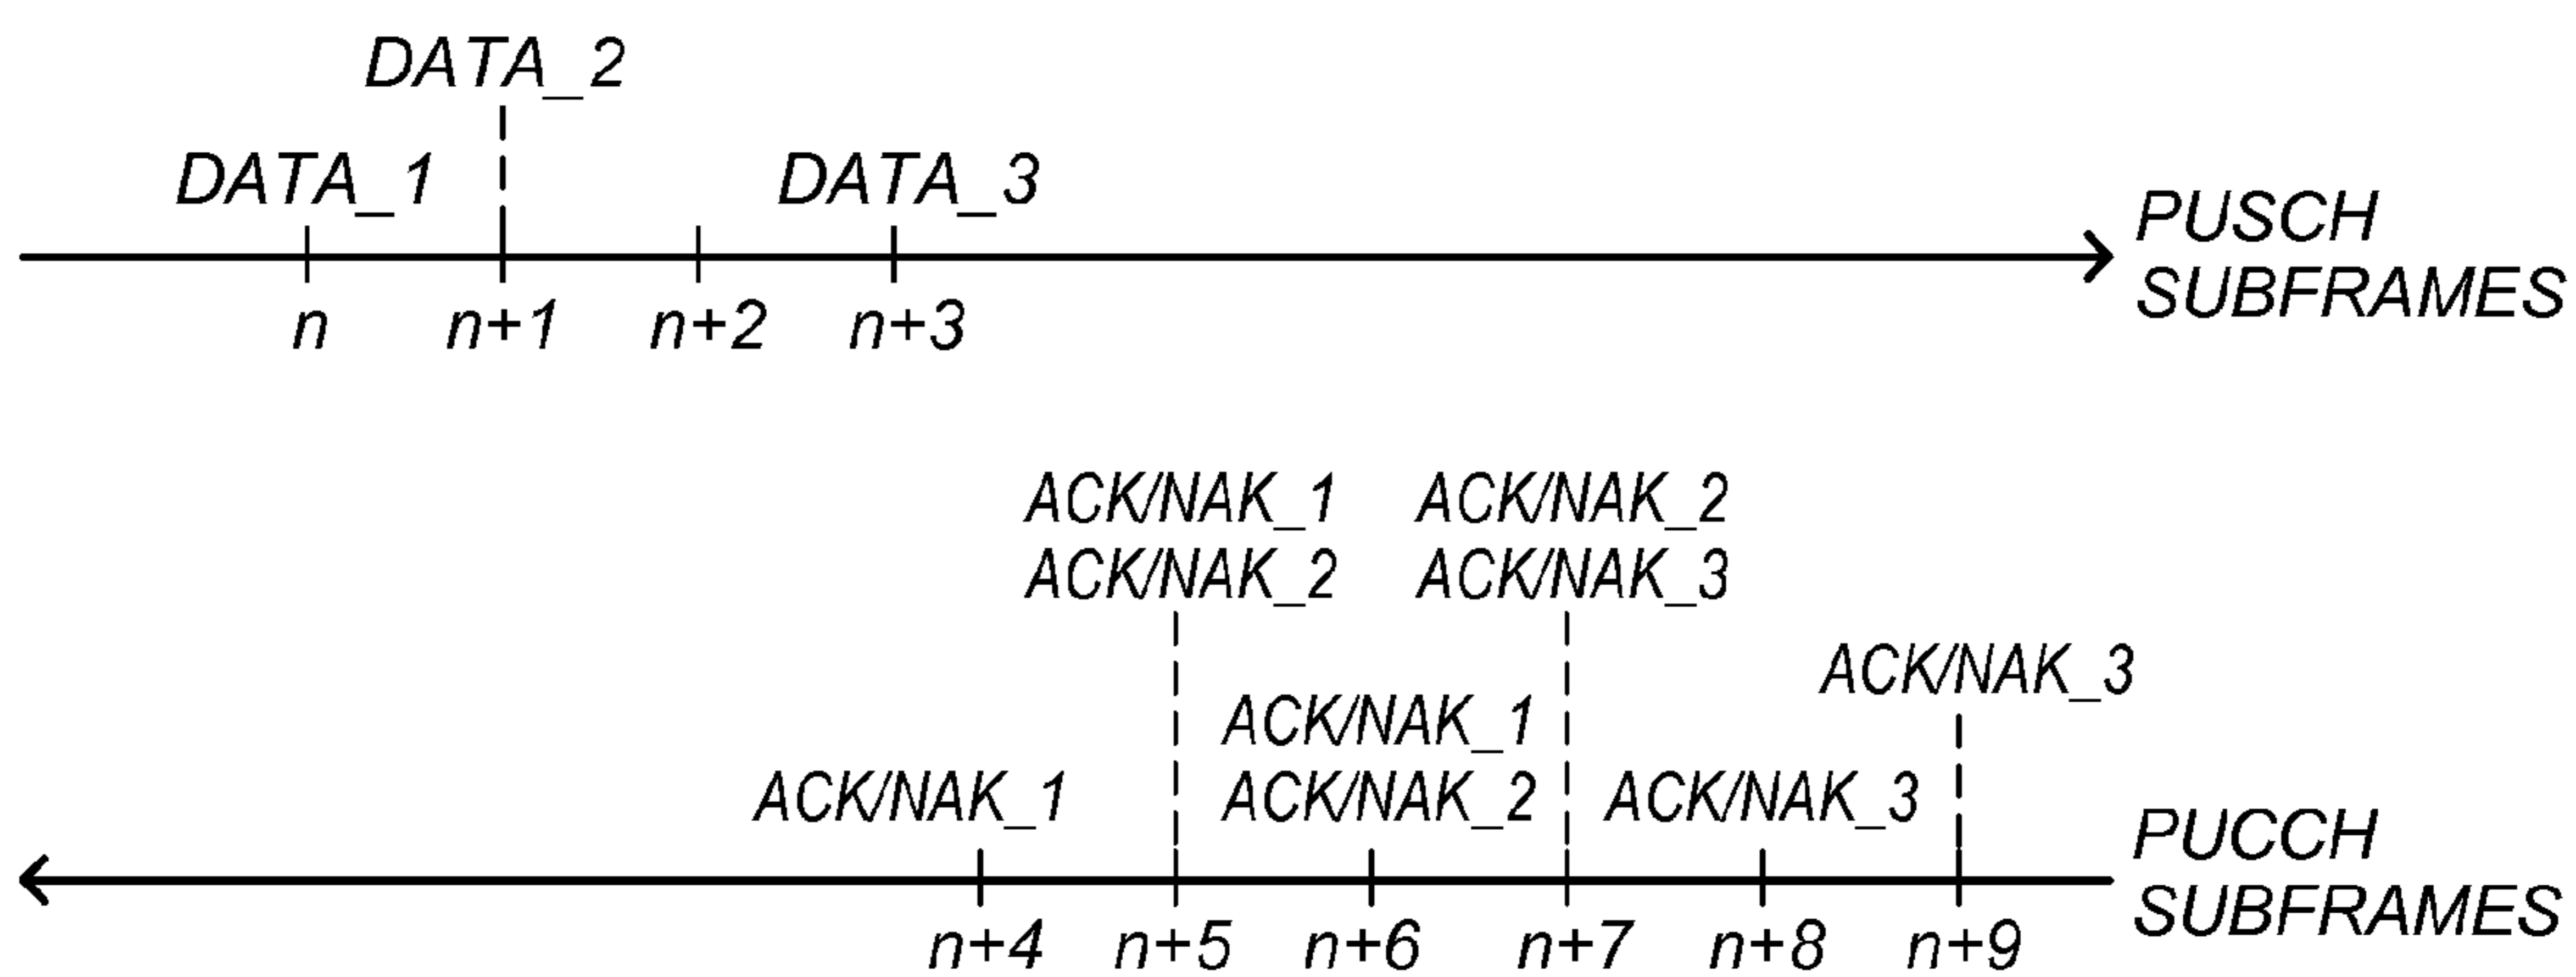 DATA_2
DATA_1
DATA_3
PUSCH
SUBFRAMES
n
n+1
n+2
n+3
ACK/NAK_1
ACK/NAK_2
ACK/NAK_2
ACK/NAK_3
ACK/NAK_3
ACK/NAK_1
ACK/NAK_2
ACK/NAK_1
ACK/NAK_3
PUCCH
SUBFRAMES
n+4
n+5
n+6
n+7
n+8
n+9